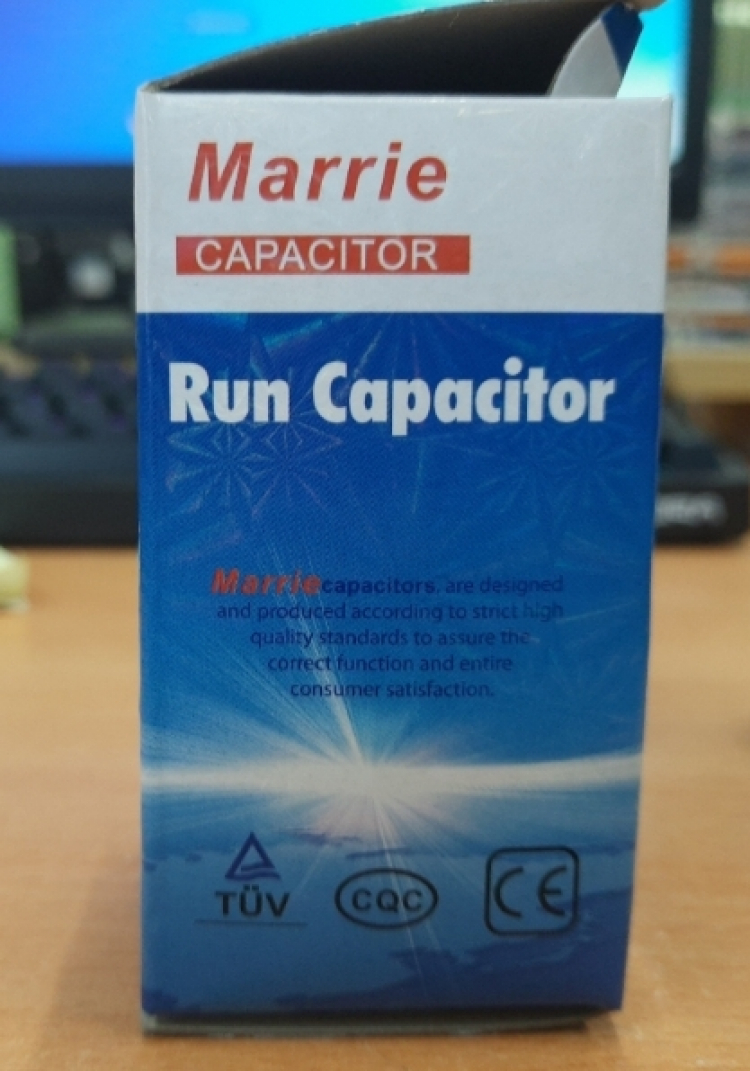 Marrie
CAPACITOR
Run Capacitor
Marrie capacitors, are designed
and produced according to strict high
quality standards to assure the
correct function and entire
consumer satisfaction.
TÜV CQC CE